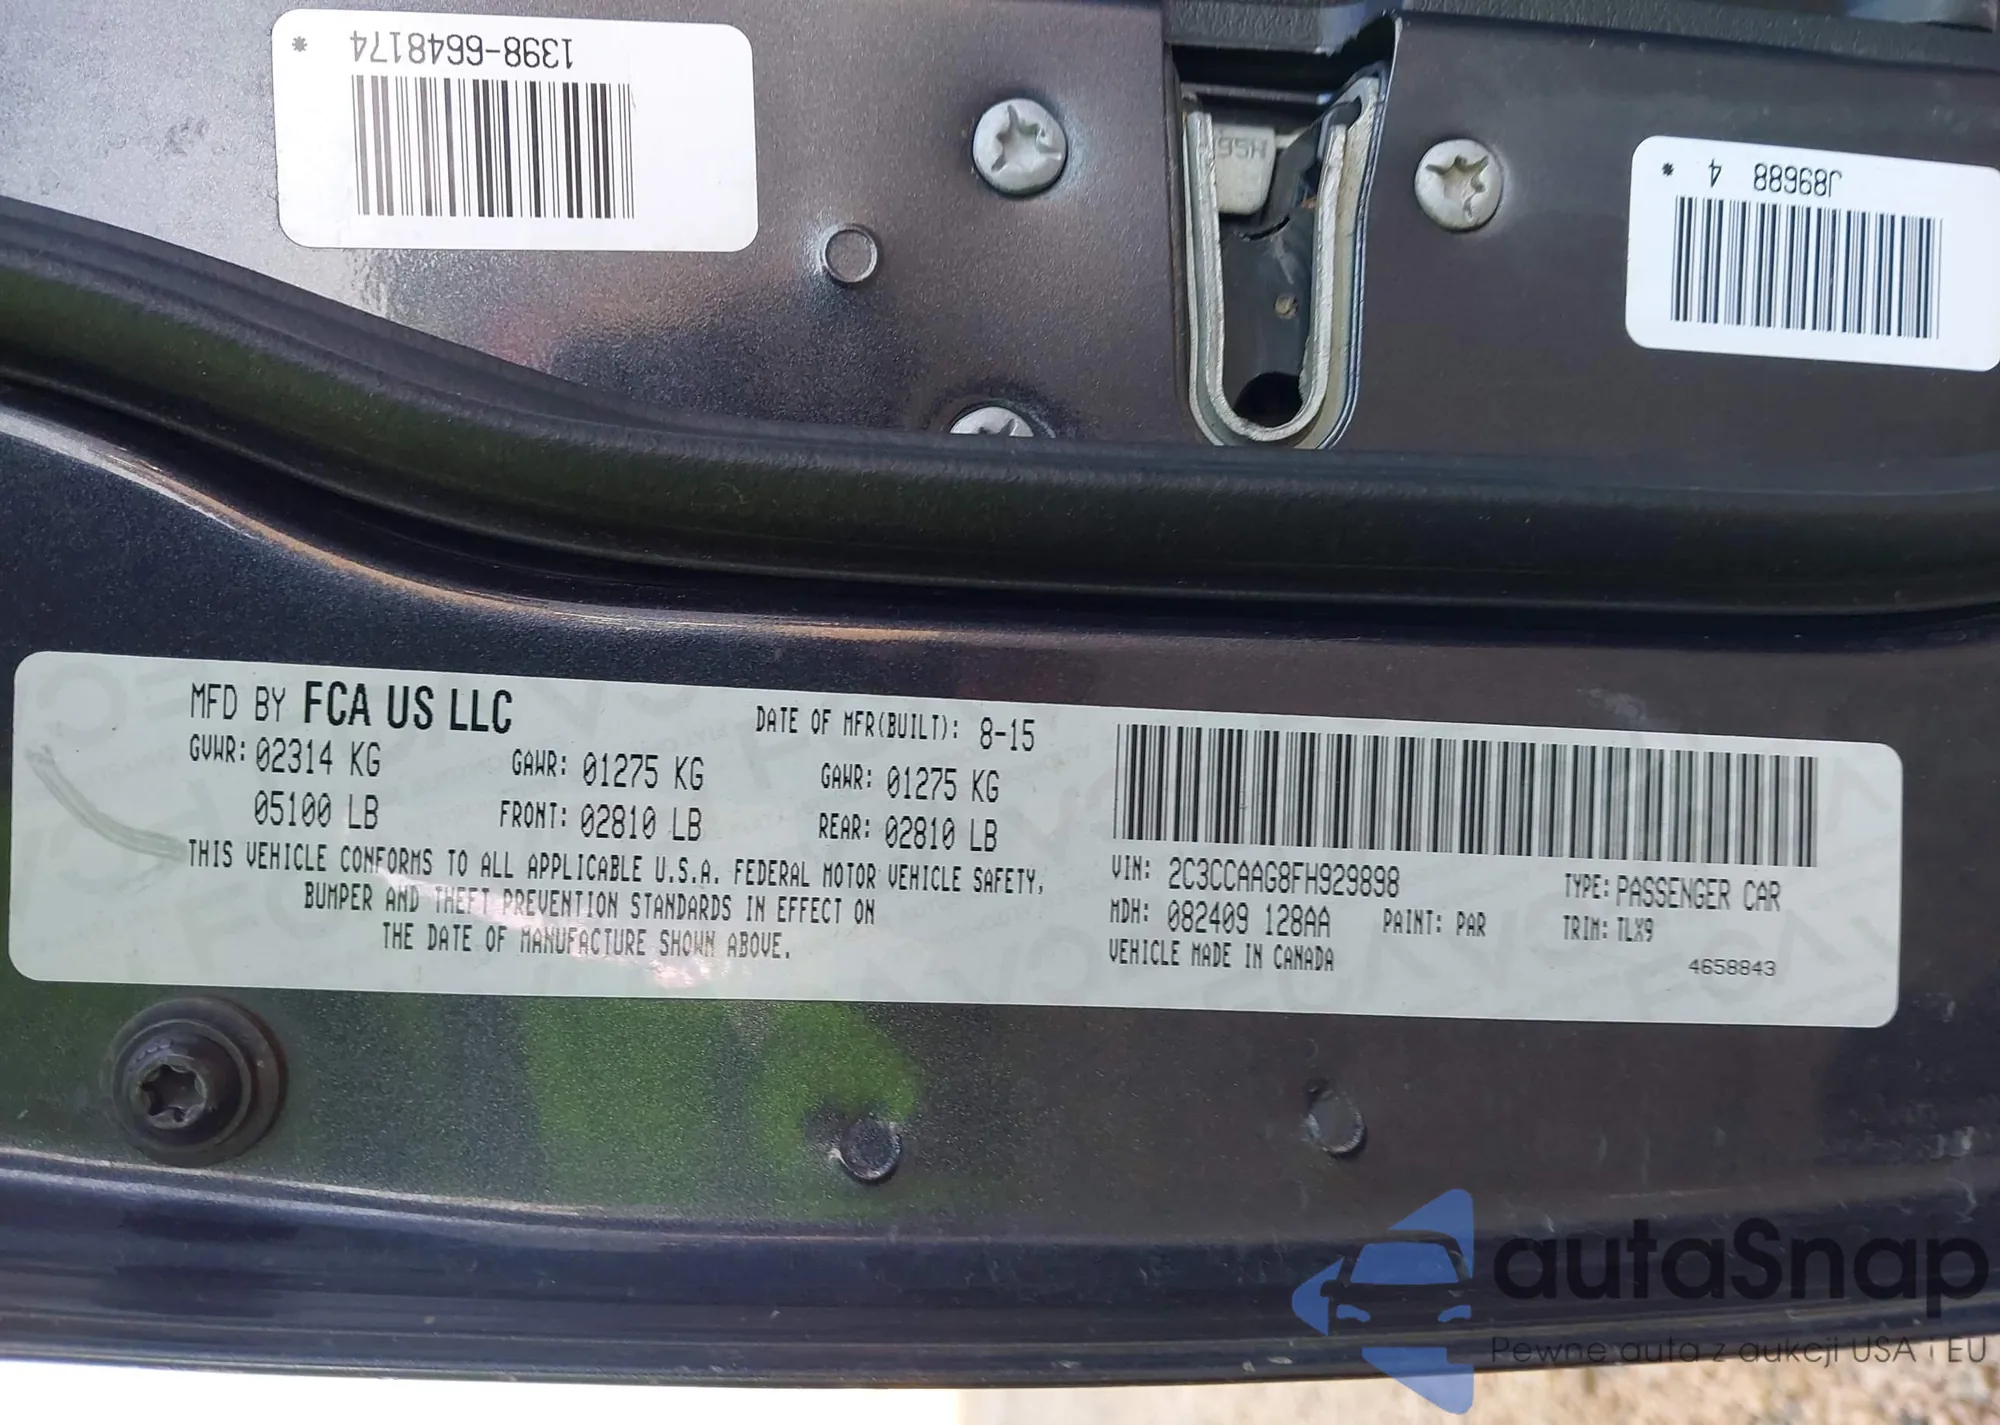 1398-6648174 *
H56
J89688 4 *
MFD BY FCA US LLC
DATE OF MFR(BUILT): 8-15
GVWR: 02314 KG GAWR: 01275 KG GAWR: 01275 KG
05100 LB FRONT: 02810 LB REAR: 02810 LB
THIS VEHICLE CONFORMS TO ALL APPLICABLE U.S.A. FEDERAL MOTOR VEHICLE SAFETY,
BUMPER AND THEFT PREVENTION STANDARDS IN EFFECT ON
THE DATE OF MANUFACTURE SHOWN ABOVE.
VIN: 2C3CCAAG8FH929898 TYPE: PASSENGER CAR
MDH: 082409 128AA PAINT: PAR TRIM: TLX9
VEHICLE MADE IN CANADA
4658843
autaSnap
Pewne auta z aukcji USA i EU